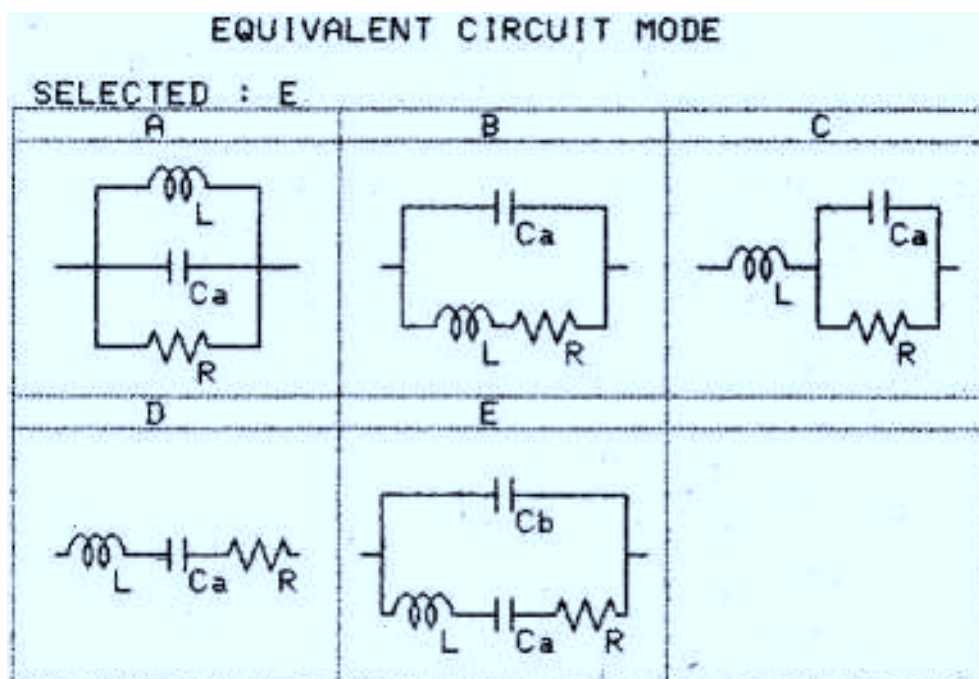 EQUIVALENT CIRCUIT MODE
SELECTED : E
A B C
L
Ca
R
Ca
L R
Ca
L
R
D E
L Ca R
Cb
L Ca R